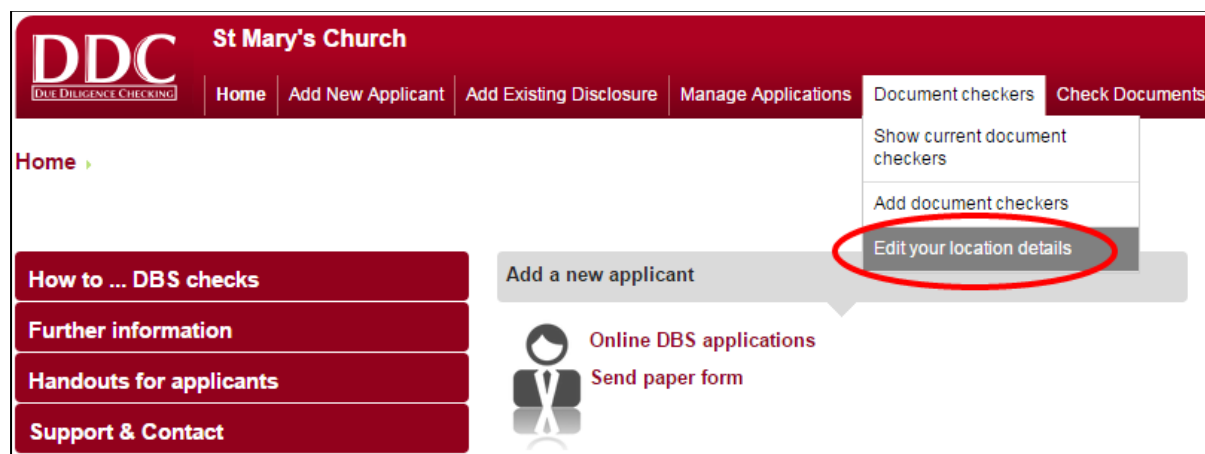 DDC
DUE DILIGENCE CHECKING
St Mary's Church
Home
Add New Applicant
Add Existing Disclosure
Manage Applications
Document checkers
Check Documents
Show current document
checkers
Add document checkers
Edit your location details
Home
How to ... DBS checks
Further information
Handouts for applicants
Support & Contact
Add a new applicant
Online DBS applications
Send paper form